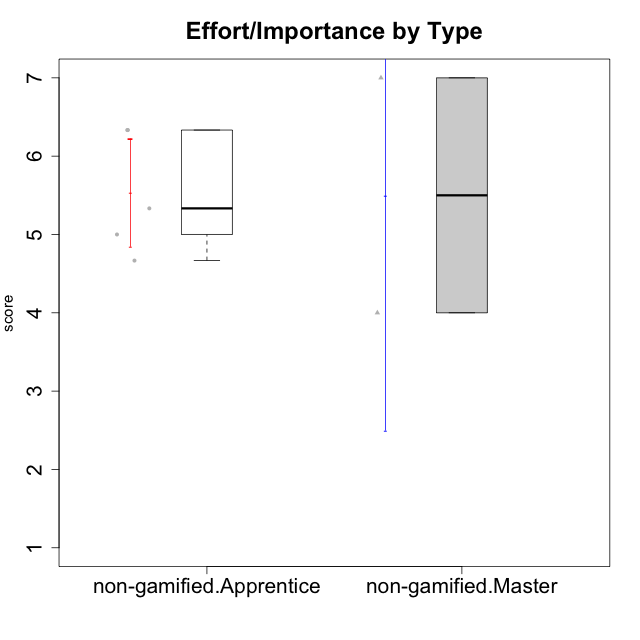 Effort/Importance by Type
7
6
5
4
3
2
1
score
non-gamified.Apprentice
non-gamified.Master